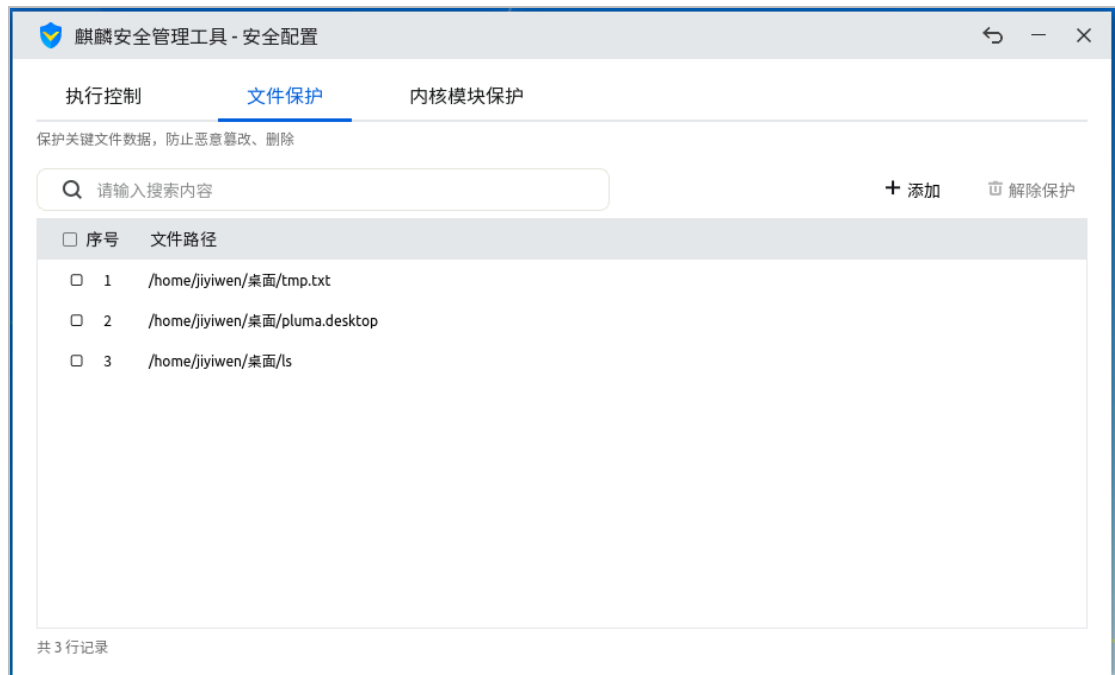 麒麟安全管理工具 - 安全配置
执行控制 文件保护 内核模块保护
保护关键文件数据，防止恶意篡改、删除
请输入搜索内容 添加 解除保护
序号 文件路径
1 /home/jiyiwen/桌面/tmp.txt
2 /home/jiyiwen/桌面/pluma.desktop
3 /home/jiyiwen/桌面/ls
共 3 行记录